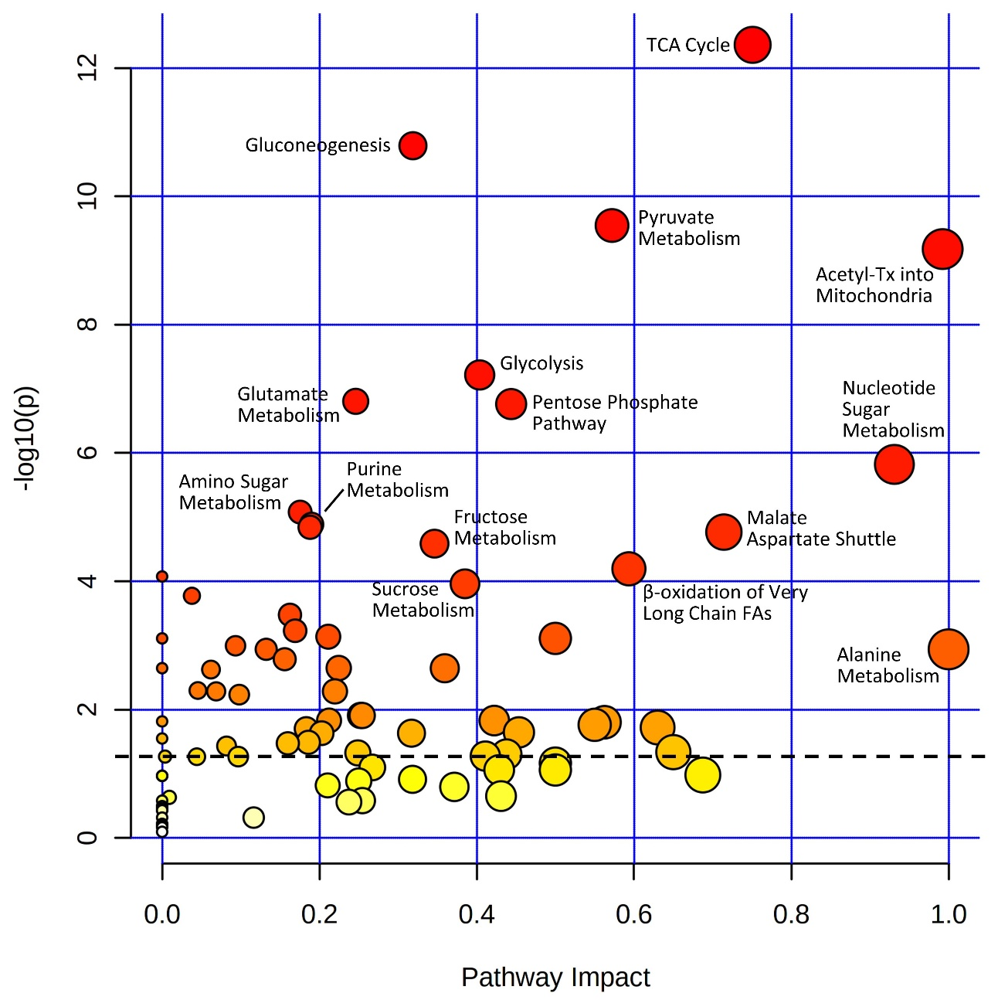 TCA Cycle
12
Gluconeogenesis
10
Pyruvate
Metabolism
Acetyl-Tx into
Mitochondria
8
Glycolysis
Glutamate
Metabolism
Pentose Phosphate
Pathway
Nucleotide
Sugar
Metabolism
-log10(p)
6
Amino Sugar
Metabolism
Purine
Metabolism
Fructose
Metabolism
Malate
Aspartate Shuttle
4
Sucrose
Metabolism
β-oxidation of Very
Long Chain FAs
Alanine
Metabolism
2
0
0.0 0.2 0.4 0.6 0.8 1.0
Pathway Impact